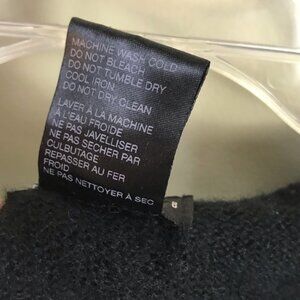 MACHINE WASH COLD
DO NOT BLEACH
DO NOT TUMBLE DRY
COOL IRON
DO NOT DRY CLEAN
LAVER À LA MACHINE
À L'EAU FROIDE
NE PAS JAVELLISER
NE PAS SECHER PAR
CULBUTAGE
REPASSER AU FER
FROID
NE PAS NETTOYER À SEC